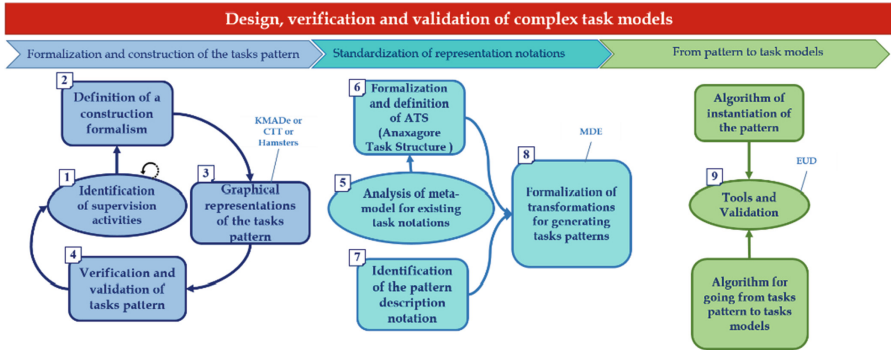 Design, verification and validation of complex task models
Formalization and construction of the tasks pattern
Standardization of representation notations
From pattern to task models
2
Definition of a
construction
formalism
KMADe or
CTT or
Hamsters
1
Identification
of supervision
activities
3
Graphical
representations
of the tasks
pattern
4
Verification and
validation of
tasks pattern
6
Formalization
and definition
of ATS
(Anaxagore
Task Structure )
5
Analysis of meta-
model for existing
task notations
7
Identification
of the pattern
description
notation
MDE
8
Formalization of
transformations
for generating
tasks patterns
Algorithm of
instantiation of
the pattern
EUD
9
Tools and
Validation
Algorithm for
going from tasks
pattern to tasks
models